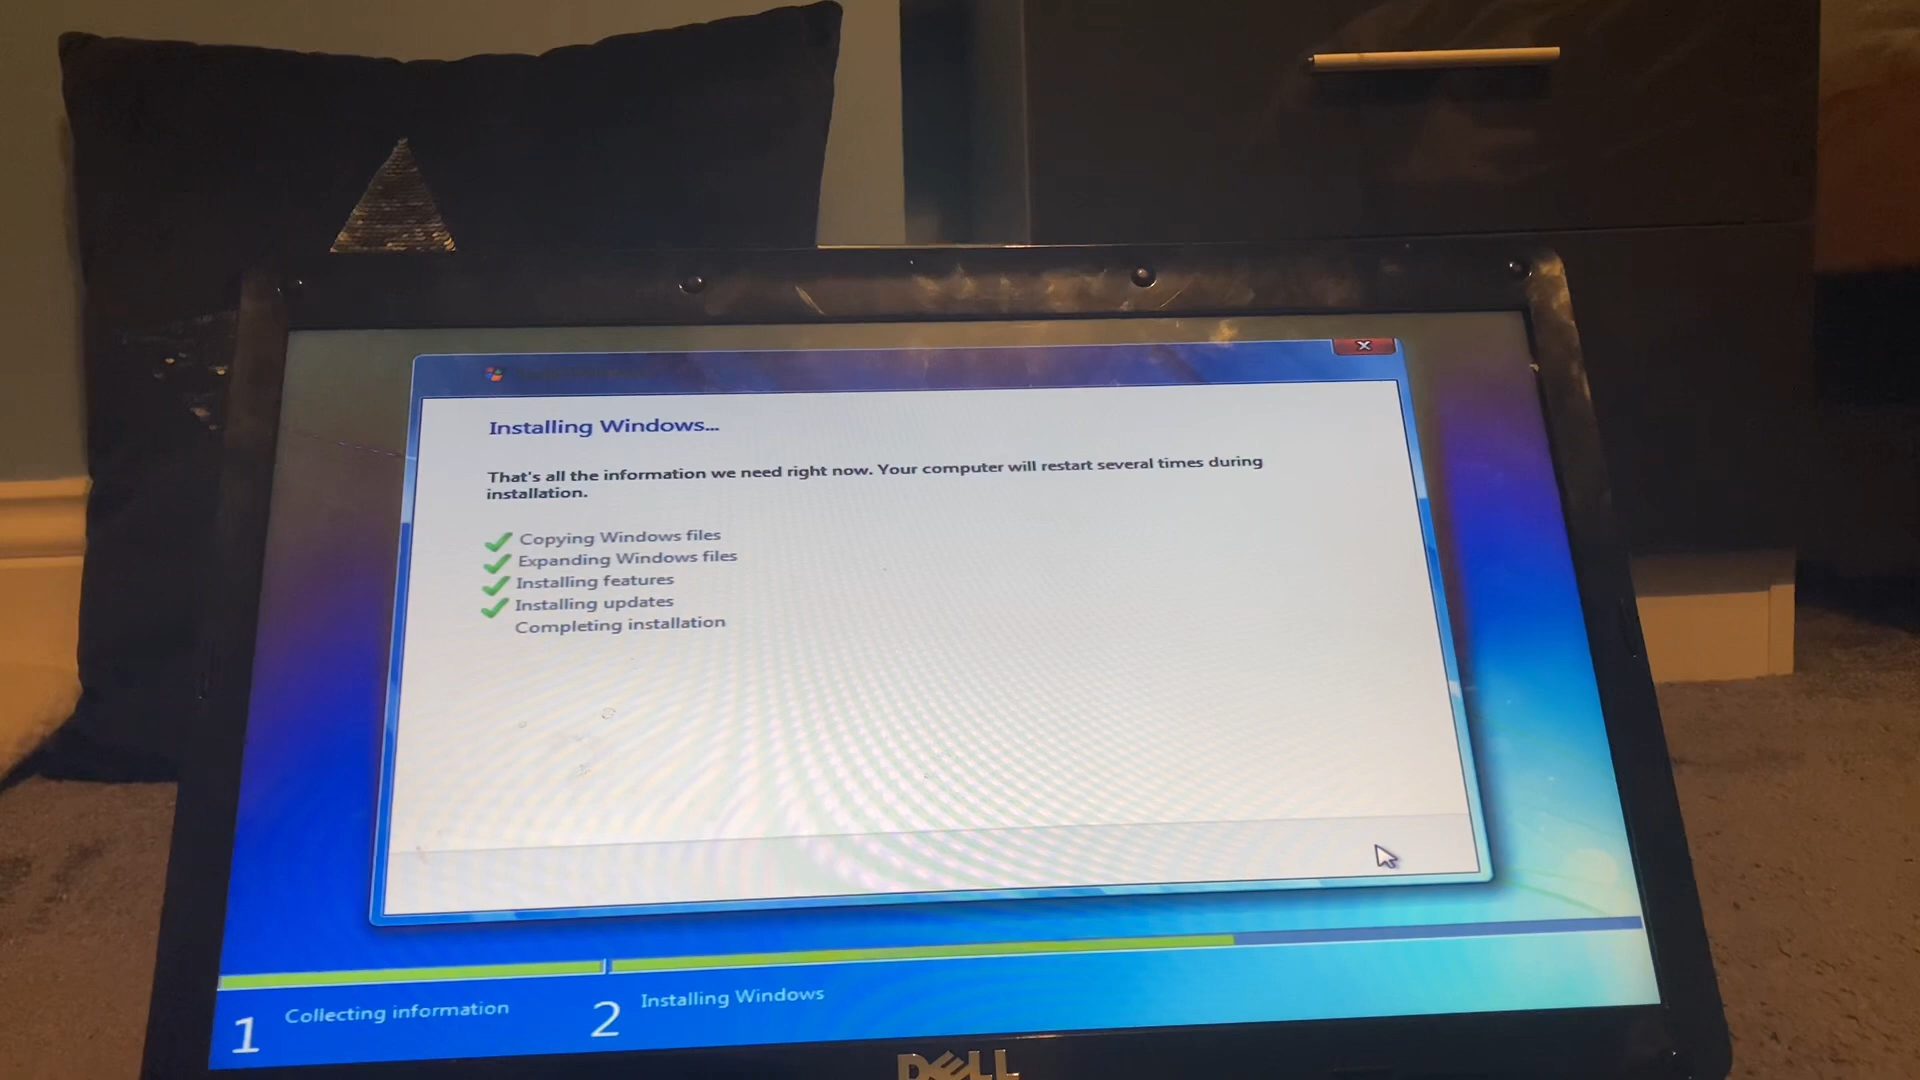 Installing Windows...
That's all the information we need right now. Your computer will restart several times during
installation.
Copying Windows files
Expanding Windows files
Installing features
Installing updates
Completing installation
1 Collecting information
2 Installing Windows
DELL